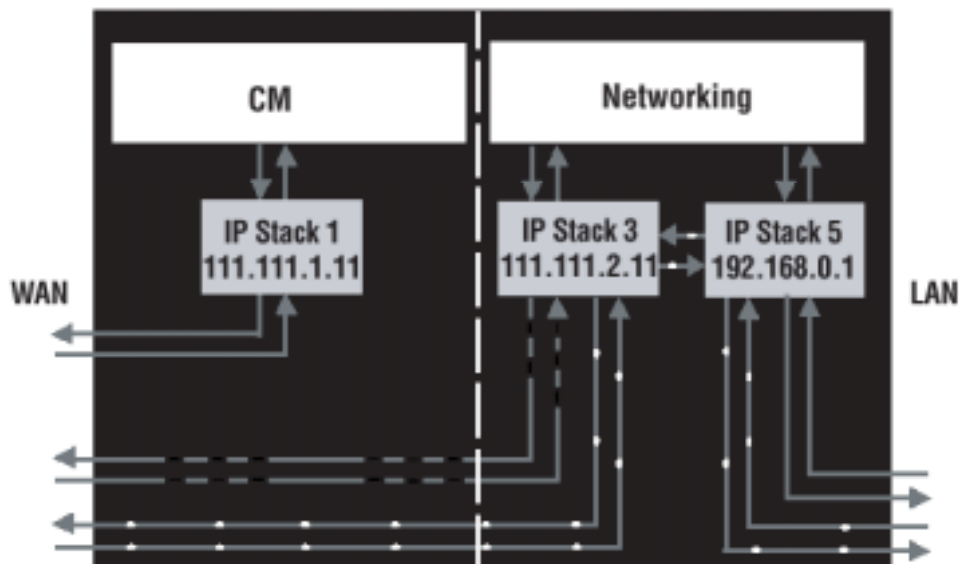 CM
Networking
IP Stack 1
111.111.1.11
IP Stack 3
111.111.2.11
IP Stack 5
192.168.0.1
WAN
LAN